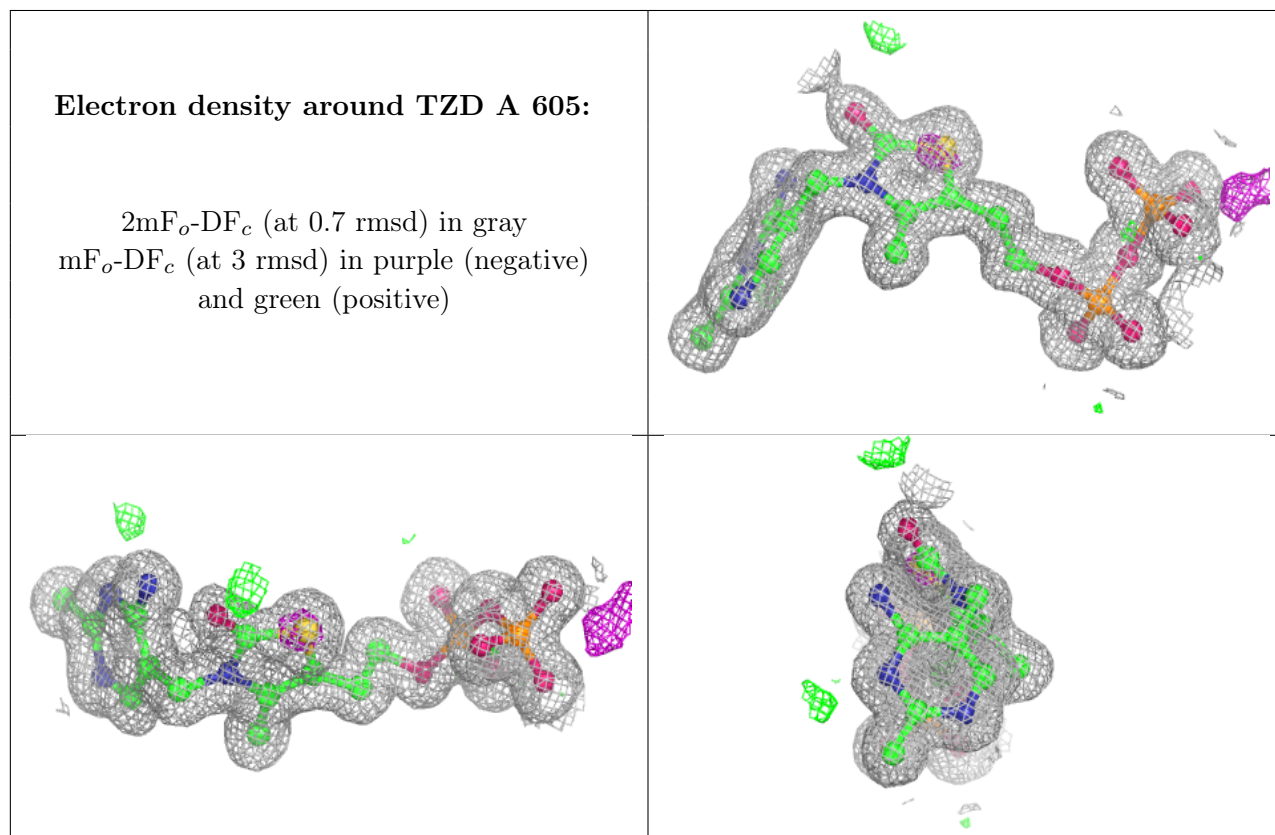 Electron density around TZD A 605:
2mFo-DFc (at 0.7 rmsd) in gray
mFo-DFc (at 3 rmsd) in purple (negative)
and green (positive)